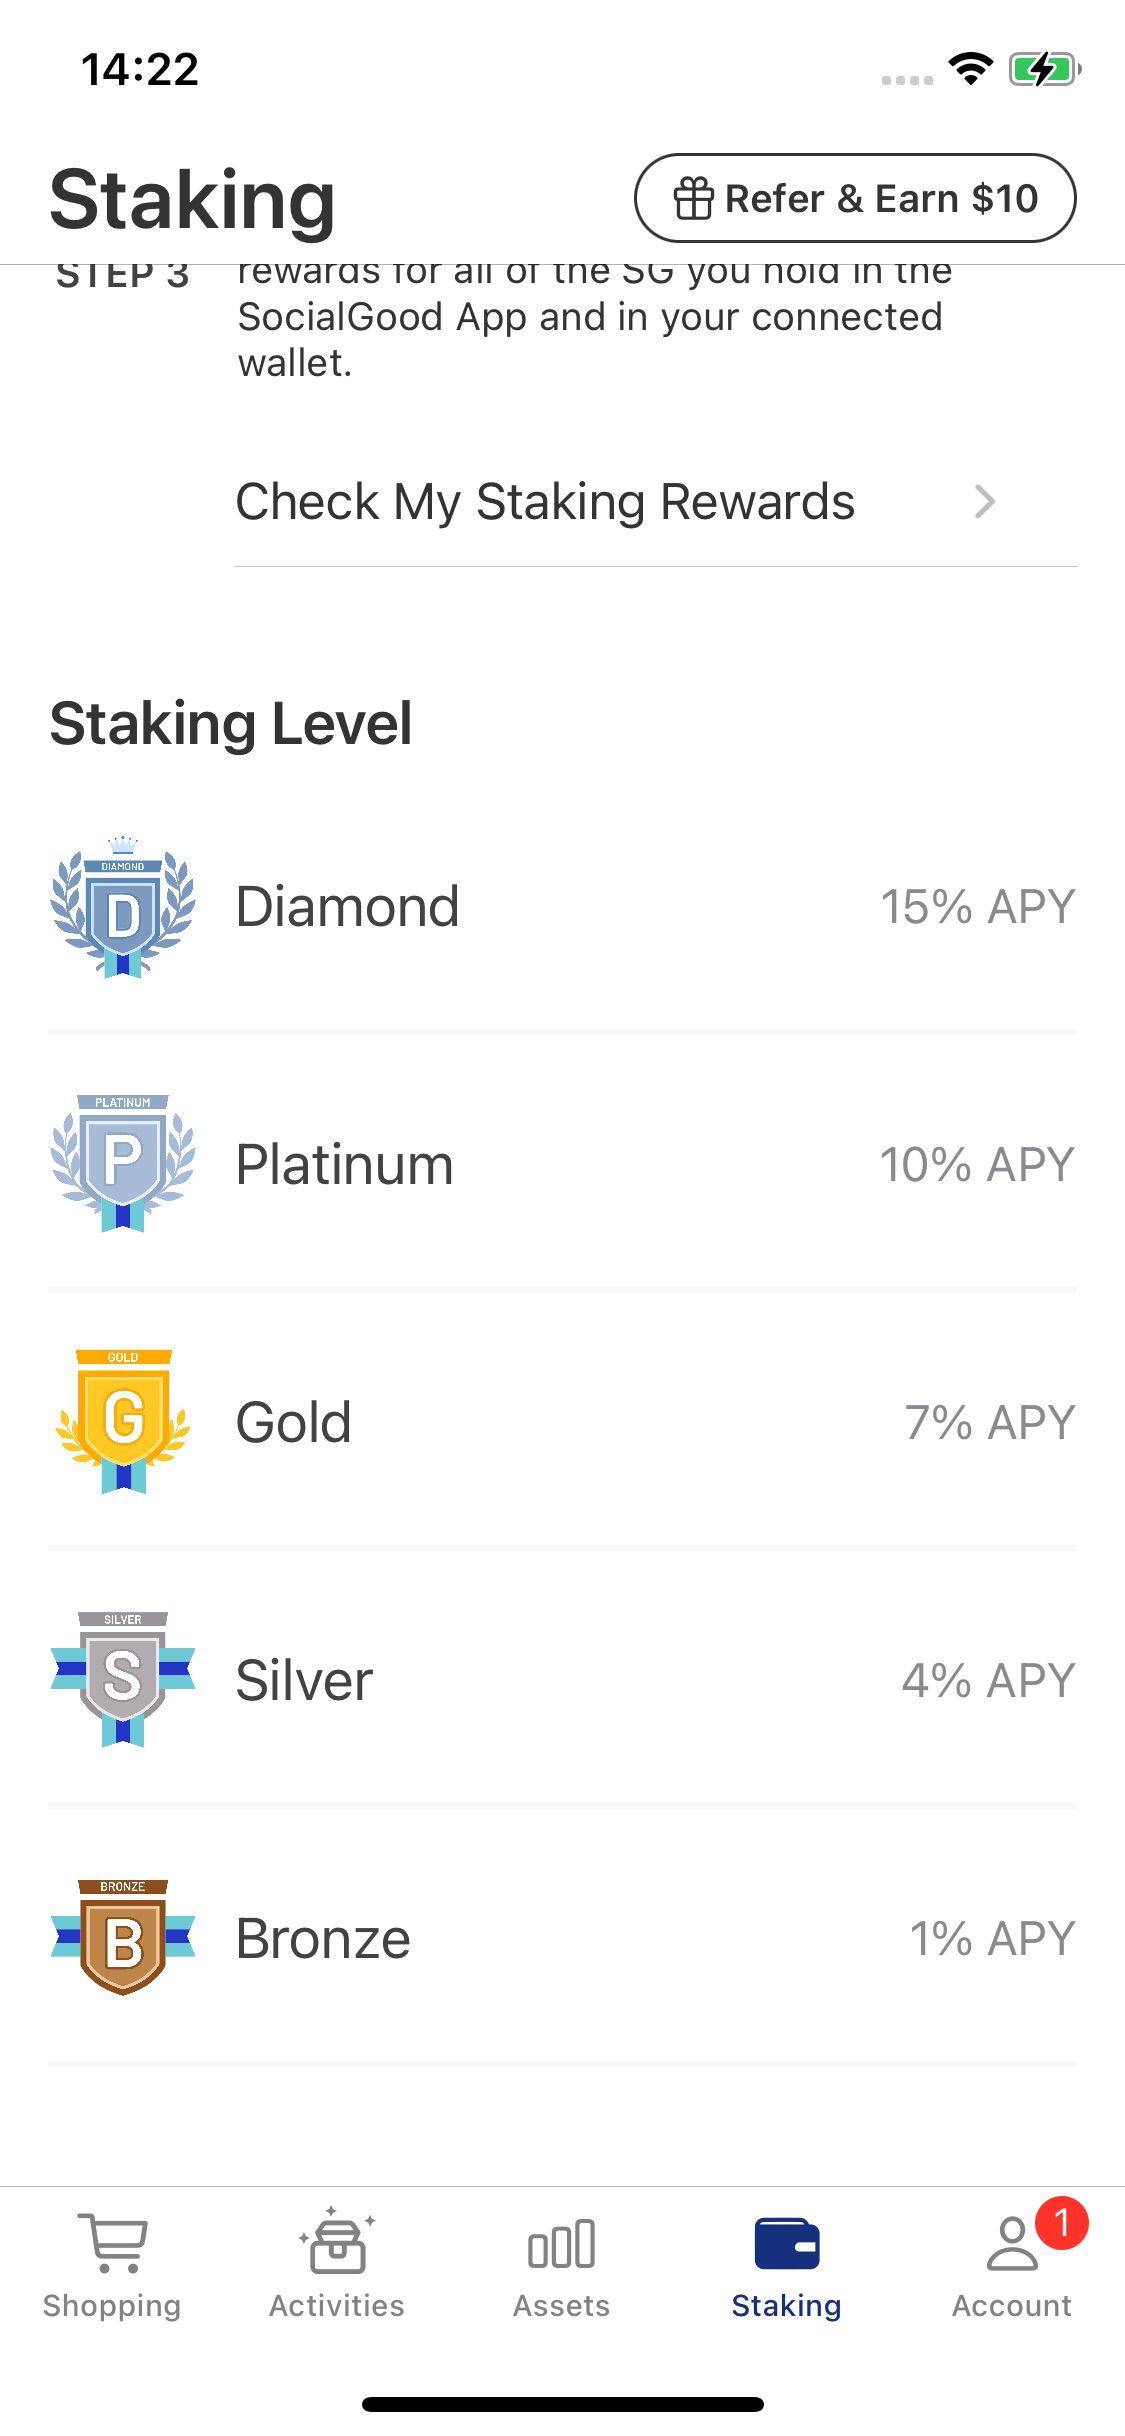 14:22
Staking
Refer & Earn $10
STEP 3
rewards for all of the SG you hold in the
SocialGood App and in your connected
wallet.
Check My Staking Rewards
Staking Level
DIAMOND
D
Diamond
15% APY
PLATINUM
P
Platinum
10% APY
GOLD
G
Gold
7% APY
SILVER
S
Silver
4% APY
BRONZE
B
Bronze
1% APY
1
Shopping
Activities
Assets
Staking
Account